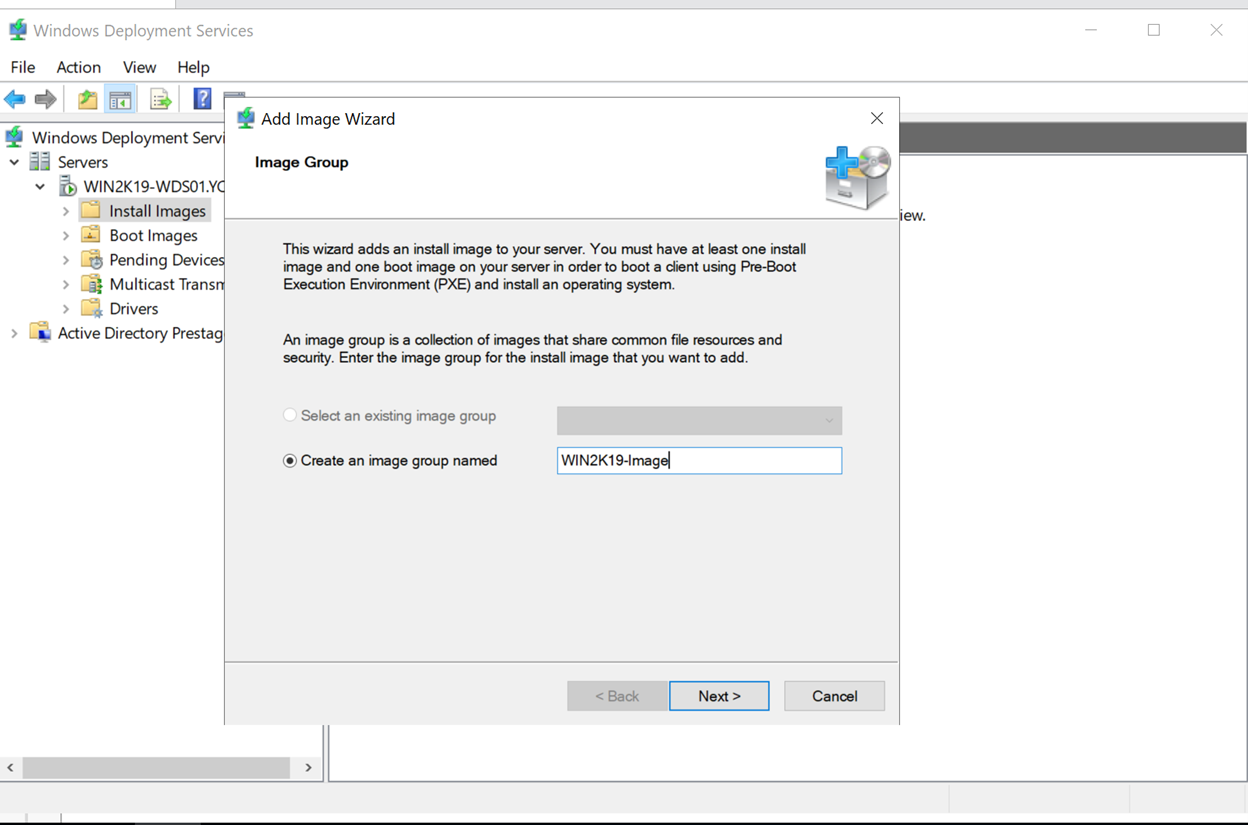 Windows Deployment Services
File Action View Help
Windows Deployment Servi
Servers
WIN2K19-WDS01.YO
Install Images
Boot Images
Pending Devices
Multicast Transm
Drivers
Active Directory Prestag
Add Image Wizard
Image Group
This wizard adds an install image to your server. You must have at least one install
image and one boot image on your server in order to boot a client using Pre-Boot
Execution Environment (PXE) and install an operating system.
An image group is a collection of images that share common file resources and
security. Enter the image group for the install image that you want to add.
Select an existing image group
Create an image group named WIN2K19-Image
< Back Next > Cancel
iew.